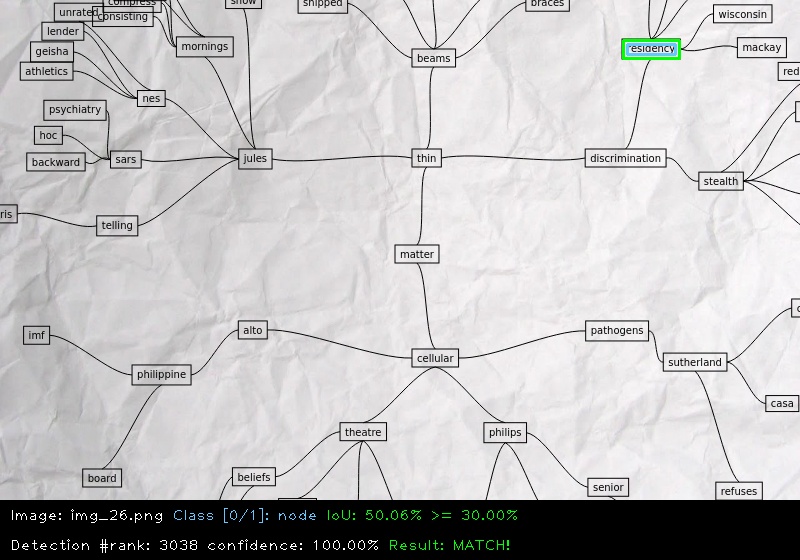 compress
show
shipped
braces
unrated
consisting
wisconsin
lender
mornings
residency
mackay
geisha
beams
athletics
red
nes
psychiatry
hoc
backward
sars
jules
thin
discrimination
stealth
ris
telling
matter
imf
alto
pathogens
cellular
sutherland
philippine
casa
theatre
philips
board
beliefs
senior
refuses
Image: img_26.png Class [0/1]: node IoU: 50.06% >= 30.00%
Detection #rank: 3038 confidence: 100.00% Result: MATCH!